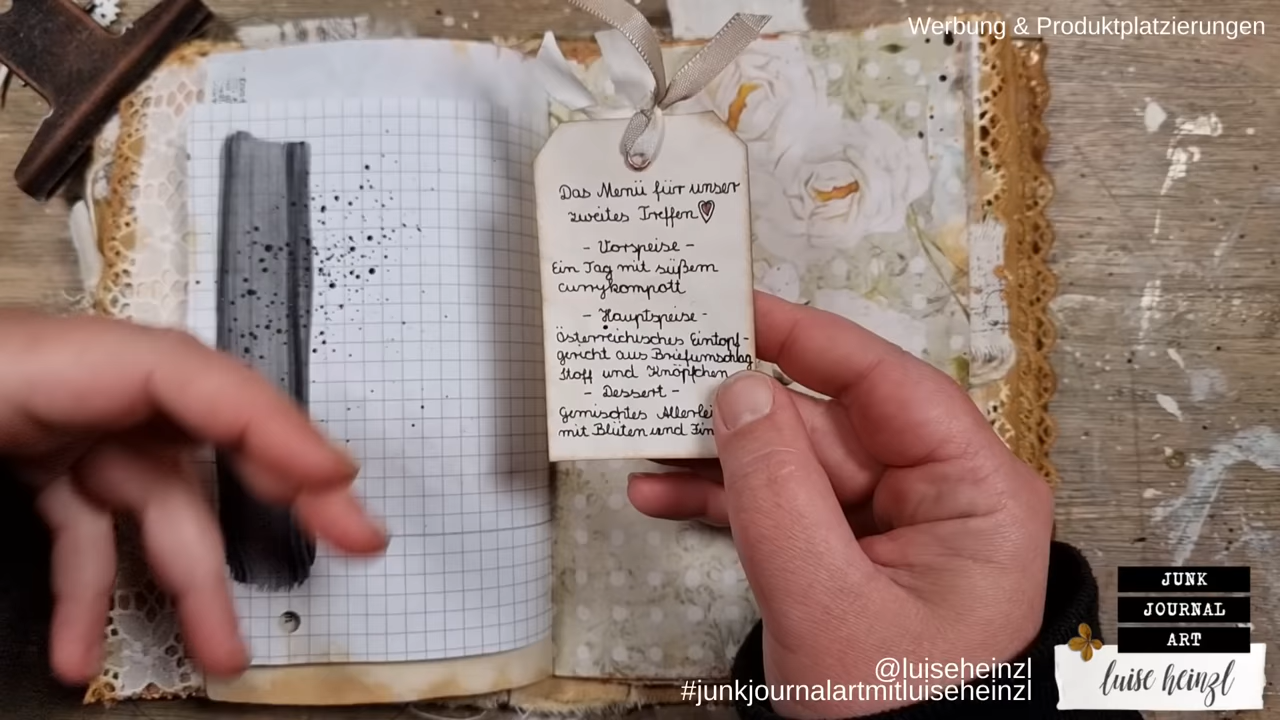 Werbung & Produktplatzierungen
Das Menü für unser
zweites Treffen
- Vorspeise -
Ein Tag mit süßem
currykompott
- Hauptspeise -
Österreichisches Eintopf-
gericht aus Briefumschlag
Stoff und Knöpfchen
- Dessert -
Gemischtes Allerlei
mit Blüten und
JUNK
JOURNAL
ART
luise heinzl
@luiseheinzl
#junkjournalartmitluiseheinzl